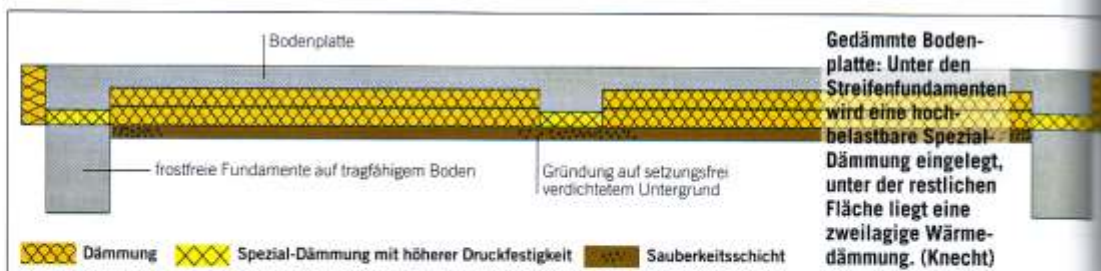 Bodenplatte
frostfreie Fundamente auf tragfähigem Boden
Gründung auf setzungsfrei
verdichtetem Untergrund
Dämmung
Spezial-Dämmung mit höherer Druckfestigkeit
Sauberkeitsschicht
Gedämmte Boden-
platte: Unter den
Streifenfundamenten
wird eine hoch-
belastbare Spezial-
Dämmung eingelegt,
unter der restlichen
Fläche liegt eine
zweilagige Wärme-
dämmung. (Knecht)